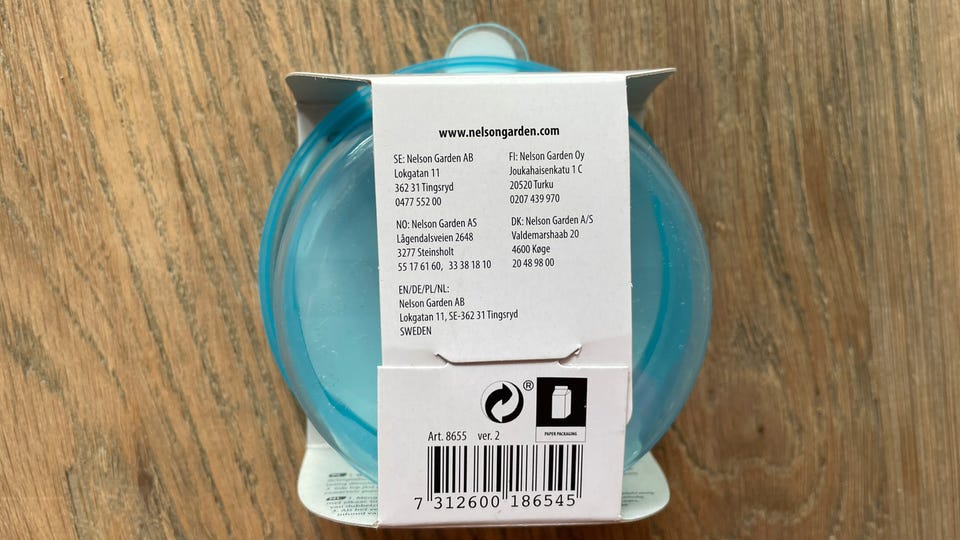 www.nelsongarden.com
SE: Nelson Garden AB
Lokgatan 11
362 31 Tingsryd
0477 552 00
FI: Nelson Garden Oy
Joukahaisenkatu 1 C
20520 Turku
0207 439 970
NO: Nelson Garden AS
Lågendalsveien 2648
3277 Steinsholt
55 17 61 60, 33 38 18 10
DK: Nelson Garden A/S
Valdemarshaab 20
4600 Køge
20 48 98 00
EN/DE/PL/NL:
Nelson Garden AB
Lokgatan 11, SE-362 31 Tingsryd
SWEDEN
®
PAPER PACKAGING
Art. 8655 ver. 2
7 312600 186545